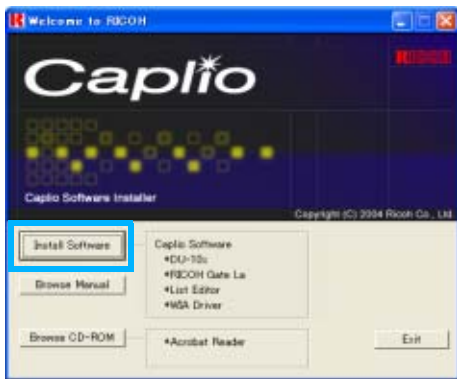 Welcome to RICOH
RICOH
Caplio
Caplio Software Installer
Copyright (C) 2004 Ricoh Co., Ltd.
Install Software
Caplio Software
*DU-10x
*RICOH Gate La
*List Editor
*WIA Driver
Browse Manual
Browse CD-ROM
*Acrobat Reader
Exit